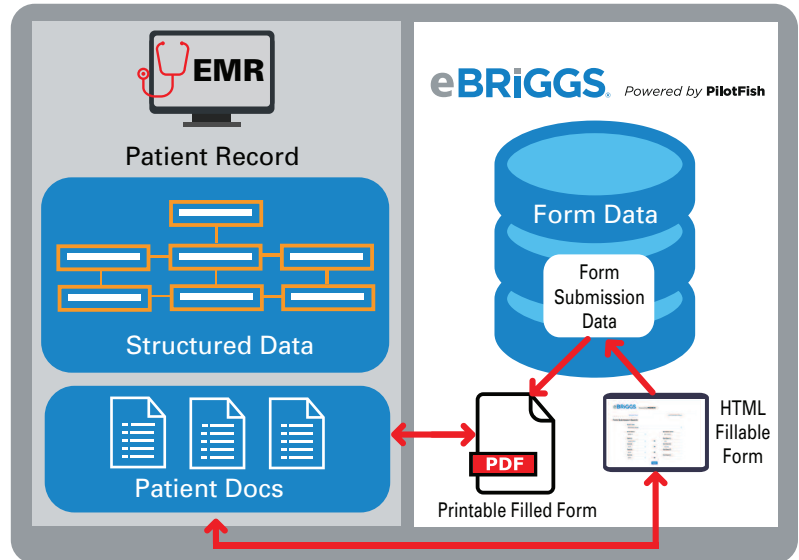 EMR
Patient Record
Structured Data
Patient Docs
eBRiGGS® Powered by PilotFish
Form Data
Form
Submission
Data
PDF
Printable Filled Form
eBRiGGS
HTML
Fillable
Form